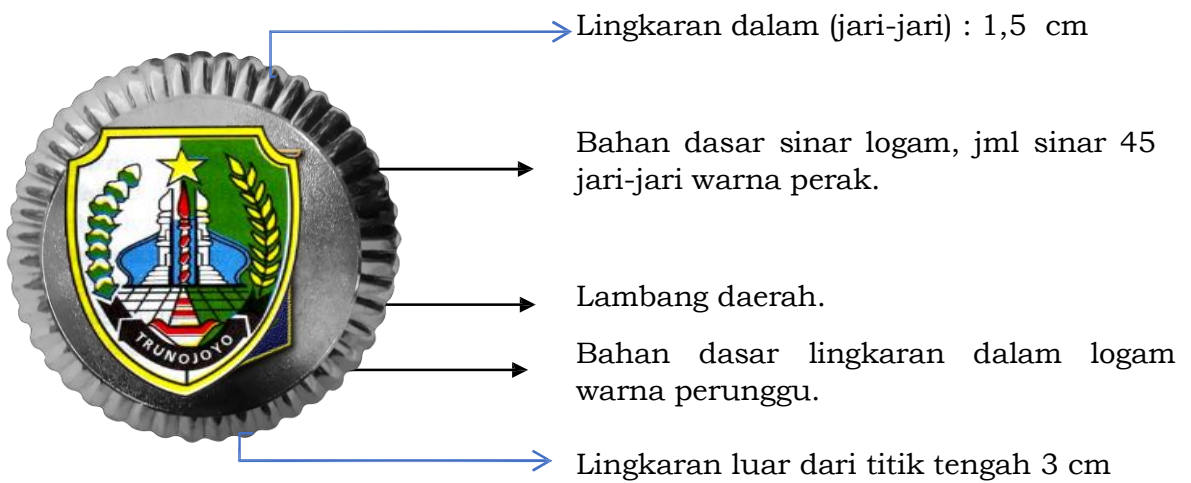 Lingkaran dalam (jari-jari) : 1,5 cm
Bahan dasar sinar logam, jml sinar 45
jari-jari warna perak.
Lambang daerah.
Bahan dasar lingkaran dalam logam
warna perunggu.
TRUNOJOYO
Lingkaran luar dari titik tengah 3 cm